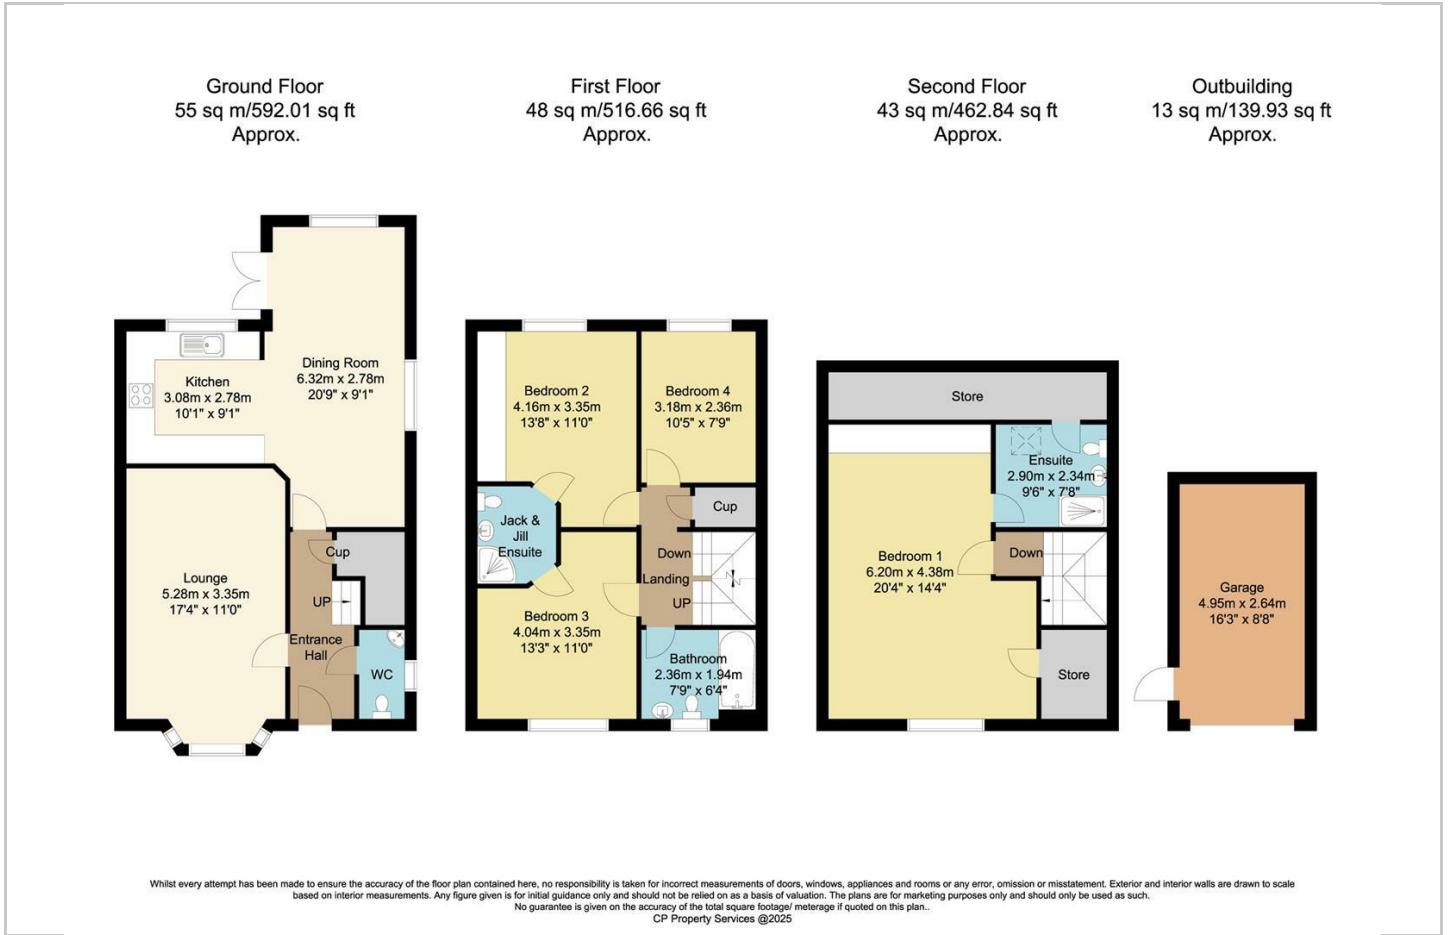 Ground Floor
55 sq m/592.01 sq ft
Approx.
First Floor
48 sq m/516.66 sq ft
Approx.
Second Floor
43 sq m/462.84 sq ft
Approx.
Outbuilding
13 sq m/139.93 sq ft
Approx.
Kitchen
3.08m x 2.78m
10'1" x 9'1"
Dining Room
6.32m x 2.78m
20'9" x 9'1"
Lounge
5.28m x 3.35m
17'4" x 11'0"
Cup
UP
Entrance
Hall
WC
Bedroom 2
4.16m x 3.35m
13'8" x 11'0"
Bedroom 4
3.18m x 2.36m
10'5" x 7'9"
Jack &
Jill
Ensuite
Cup
Down
Landing
UP
Bedroom 3
4.04m x 3.35m
13'3" x 11'0"
Bathroom
2.36m x 1.94m
7'9" x 6'4"
Store
Ensuite
2.90m x 2.34m
9'6" x 7'8"
Bedroom 1
6.20m x 4.38m
20'4" x 14'4"
Down
Store
Garage
4.95m x 2.64m
16'3" x 8'8"
Whilst every attempt has been made to ensure the accuracy of the floor plan contained here, no responsibility is taken for incorrect measurements of doors, windows, appliances and rooms or any error, omission or misstatement. Exterior and interior walls are drawn to scale
based on interior measurements. Any figure given is for initial guidance only and should not be relied on as a basis of valuation. The plans are for marketing purposes only and should only be used as such.
No guarantee is given on the accuracy of the total square footage/ meterage if quoted on this plan..
CP Property Services @2025